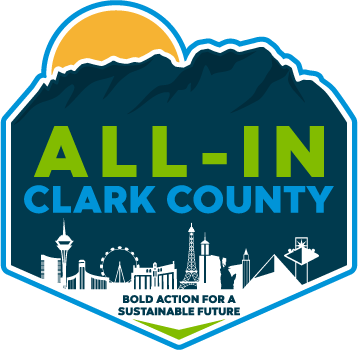 ALL-IN
CLARK COUNTY
BOLD ACTION FOR A
SUSTAINABLE FUTURE